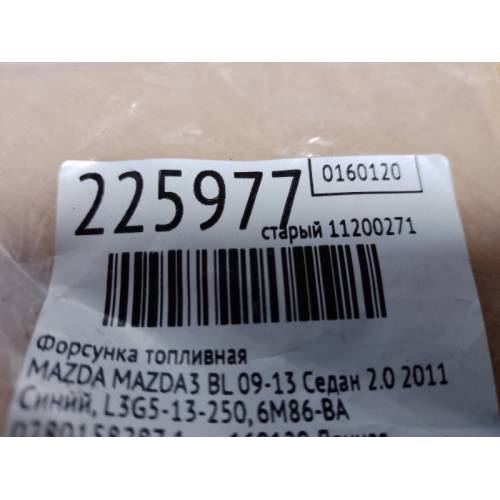 225977
0160120
старый 11200271
Форсунка топливная
MAZDA MAZDA3 BL 09-13 Седан 2.0 2011
Синий, L3G5-13-250, 6M86-BA